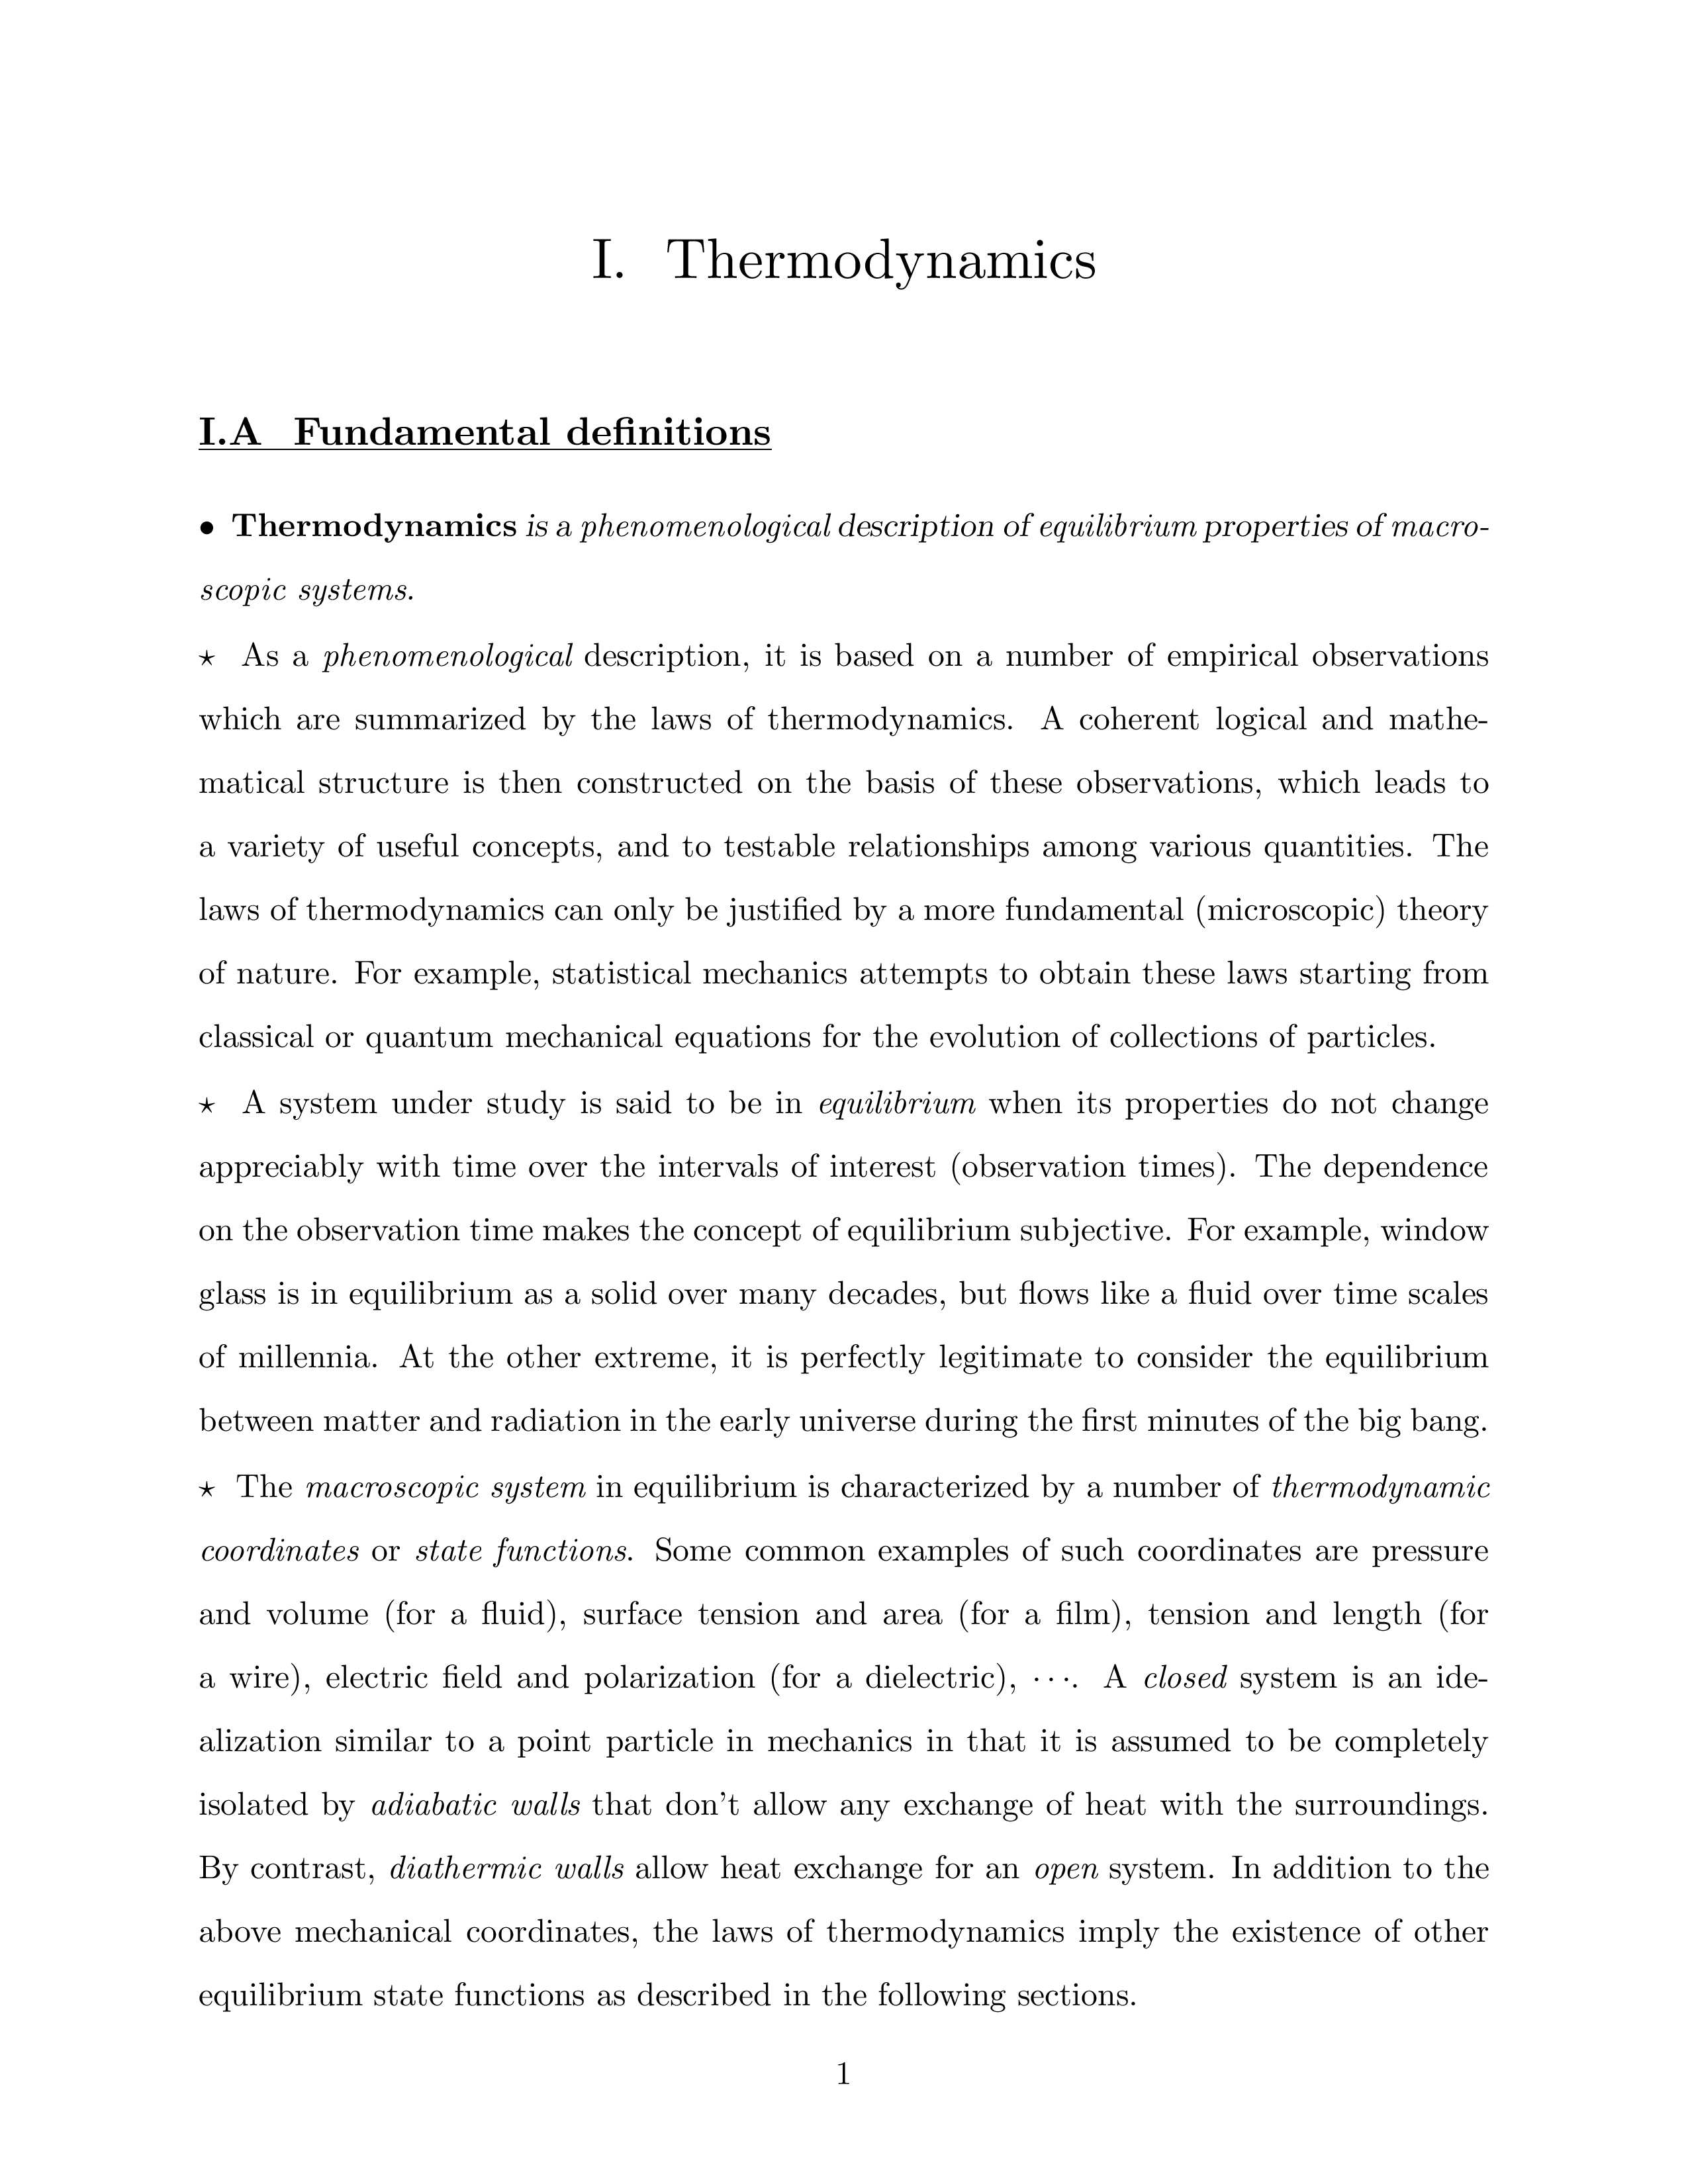 I. Thermodynamics
I.A Fundamental definitions
• Thermodynamics is a phenomenological description of equilibrium properties of macro-
scopic systems.
⋆ As a phenomenological description, it is based on a number of empirical observations
which are summarized by the laws of thermodynamics. A coherent logical and mathe-
matical structure is then constructed on the basis of these observations, which leads to
a variety of useful concepts, and to testable relationships among various quantities. The
laws of thermodynamics can only be justified by a more fundamental (microscopic) theory
of nature. For example, statistical mechanics attempts to obtain these laws starting from
classical or quantum mechanical equations for the evolution of collections of particles.
⋆ A system under study is said to be in equilibrium when its properties do not change
appreciably with time over the intervals of interest (observation times). The dependence
on the observation time makes the concept of equilibrium subjective. For example, window
glass is in equilibrium as a solid over many decades, but flows like a fluid over time scales
of millennia. At the other extreme, it is perfectly legitimate to consider the equilibrium
between matter and radiation in the early universe during the first minutes of the big bang.
⋆ The macroscopic system in equilibrium is characterized by a number of thermodynamic
coordinates or state functions. Some common examples of such coordinates are pressure
and volume (for a fluid), surface tension and area (for a film), tension and length (for
a wire), electric field and polarization (for a dielectric), ···. A closed system is an ide-
alization similar to a point particle in mechanics in that it is assumed to be completely
isolated by adiabatic walls that don't allow any exchange of heat with the surroundings.
By contrast, diathermic walls allow heat exchange for an open system. In addition to the
above mechanical coordinates, the laws of thermodynamics imply the existence of other
equilibrium state functions as described in the following sections.
1